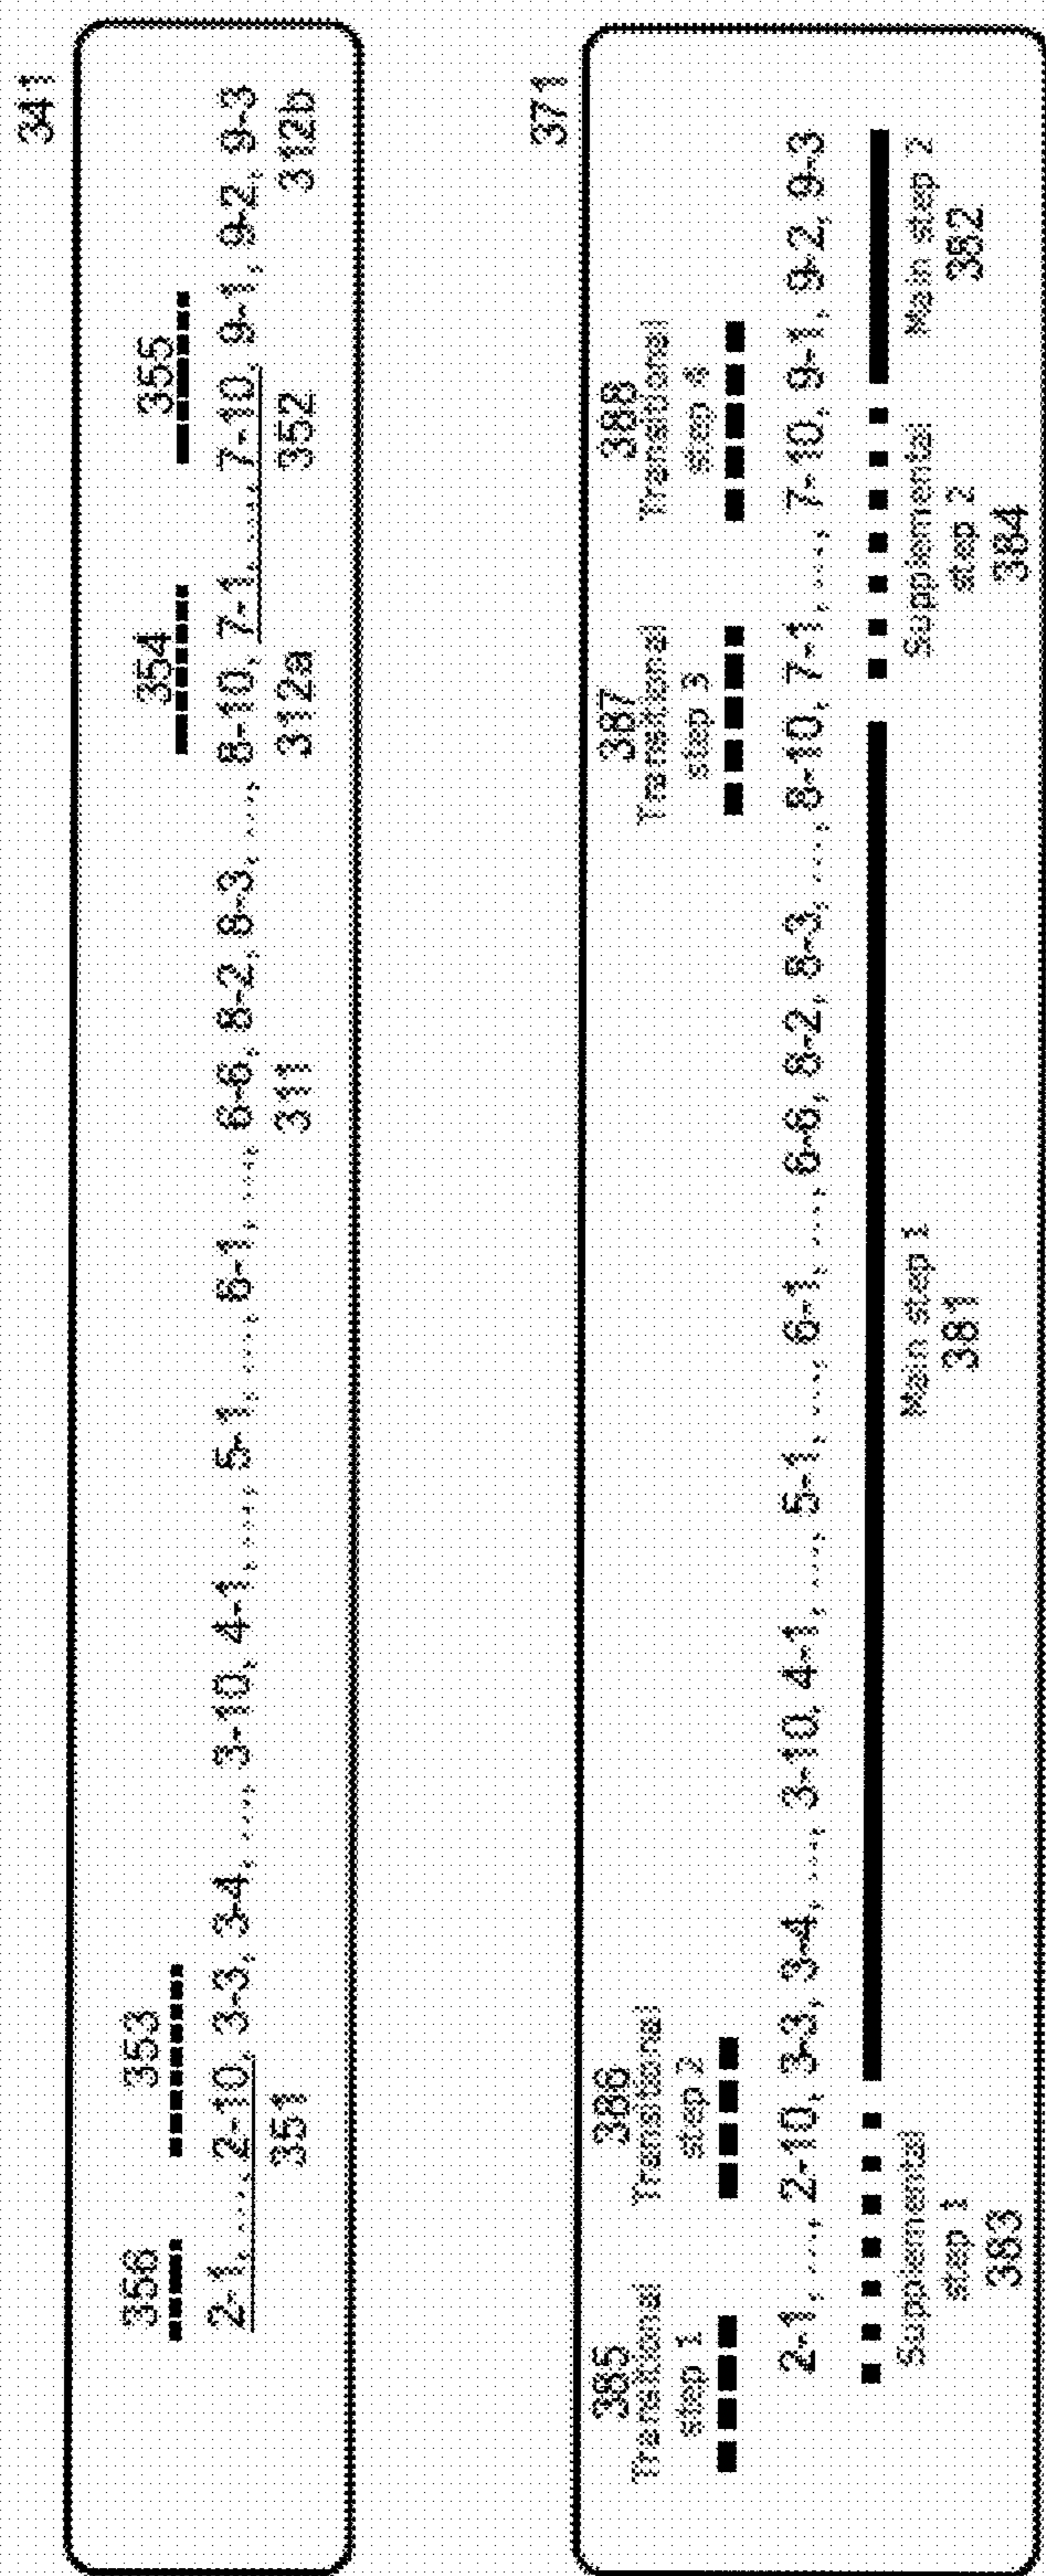 341
356 353 354 355
2-1, ..., 2-10, 3-3, 3-4, ..., 3-10, 4-1, ..., 5-1, ..., 6-1, ..., 6-6, 8-2, 8-3, ..., 8-10, 7-1, ..., 7-10, 9-1, 9-2, 9-3
351 311 312a 352 312b
371
385 386 387 388
Transitional Transitional Transitional Transitional
step 1 step 2 step 3 step 4
2-1, ..., 2-10, 3-3, 3-4, ..., 3-10, 4-1, ..., 5-1, ..., 6-1, ..., 6-6, 8-2, 8-3, ..., 8-10, 7-1, ..., 7-10, 9-1, 9-2, 9-3
Supplemental Main step 1 Supplemental Main step 2
step 1 381 step 2 382
383 384